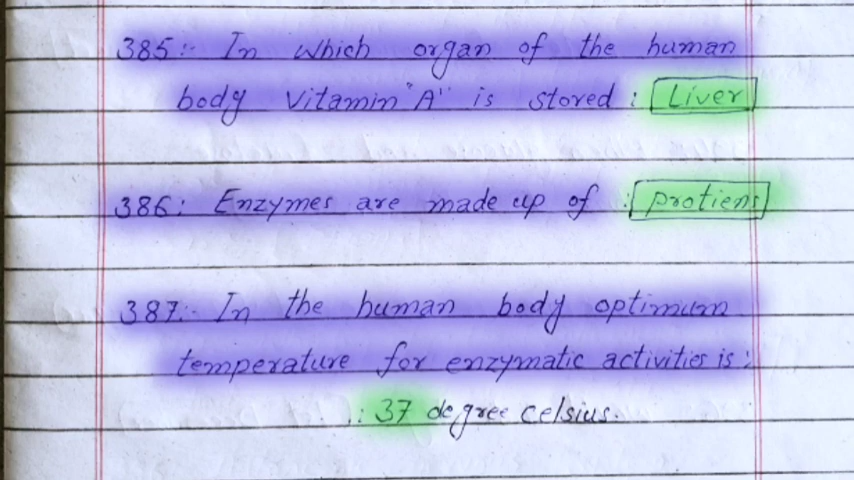 385:- In which organ of the human
body vitamin "A" is stored : Liver
386: Enzymes are made up of : protiens
387:- In the human body optimum
temperature for enzymatic activities is:
: 37 degree celsius.